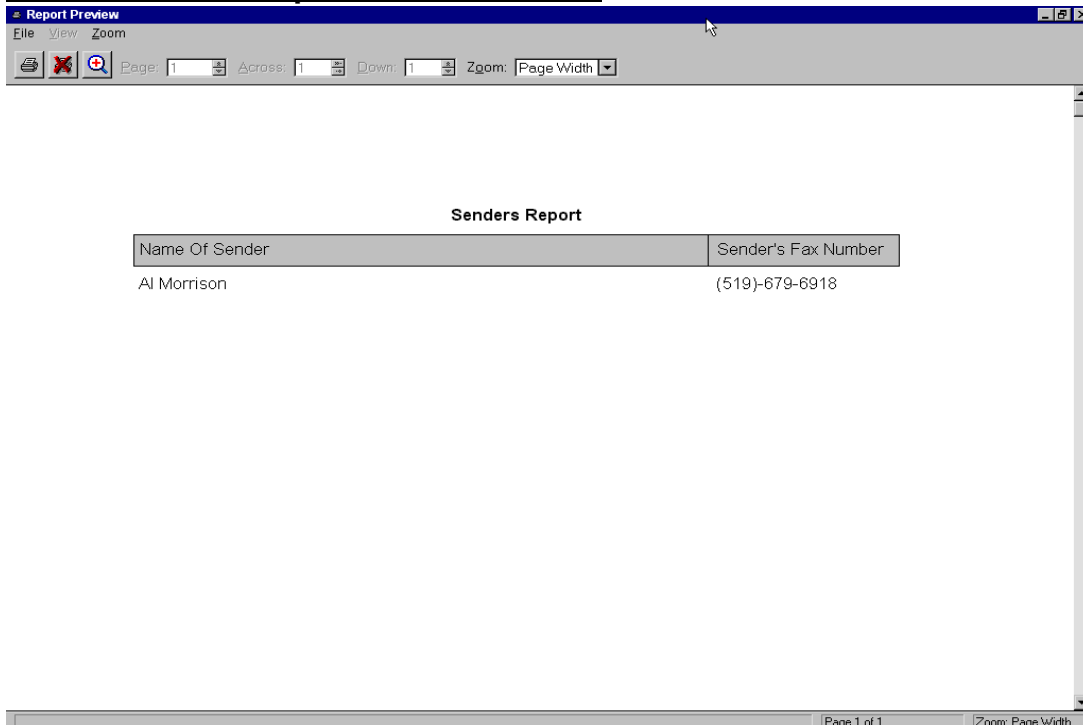 Report Preview
File View Zoom
Page: 1 Across: 1 Down: 1 Zoom: Page Width
Senders Report
Name Of Sender Sender's Fax Number
Al Morrison (519)-679-6918
Page 1 of 1 Zoom: Page Width